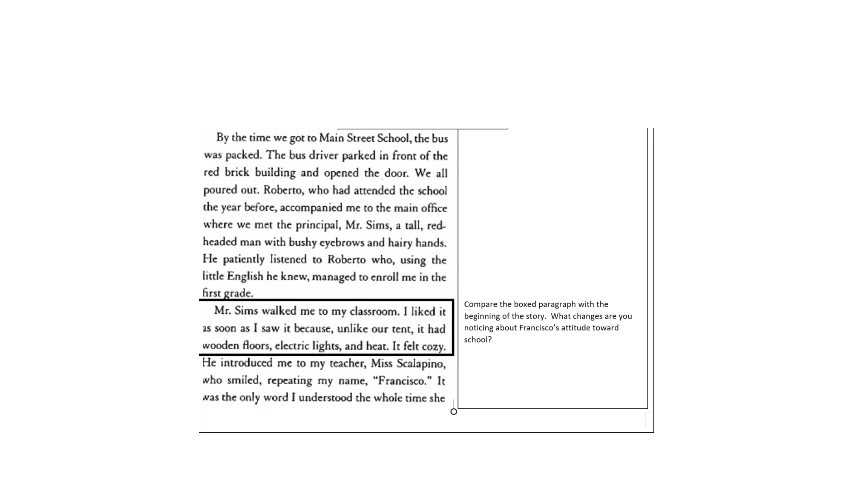 By the time we got to Main Street School, the bus
was packed. The bus driver parked in front of the
red brick building and opened the door. We all
poured out. Roberto, who had attended the school
the year before, accompanied me to the main office
where we met the principal, Mr. Sims, a tall, red-
headed man with bushy eyebrows and hairy hands.
He patiently listened to Roberto who, using the
little English he knew, managed to enroll me in the
first grade.
Mr. Sims walked me to my classroom. I liked it
as soon as I saw it because, unlike our tent, it had
wooden floors, electric lights, and heat. It felt cozy.
He introduced me to my teacher, Miss Scalapino,
who smiled, repeating my name, “Francisco.” It
was the only word I understood the whole time she
Compare the boxed paragraph with the
beginning of the story. What changes are you
noticing about Francisco's attitude toward
school?